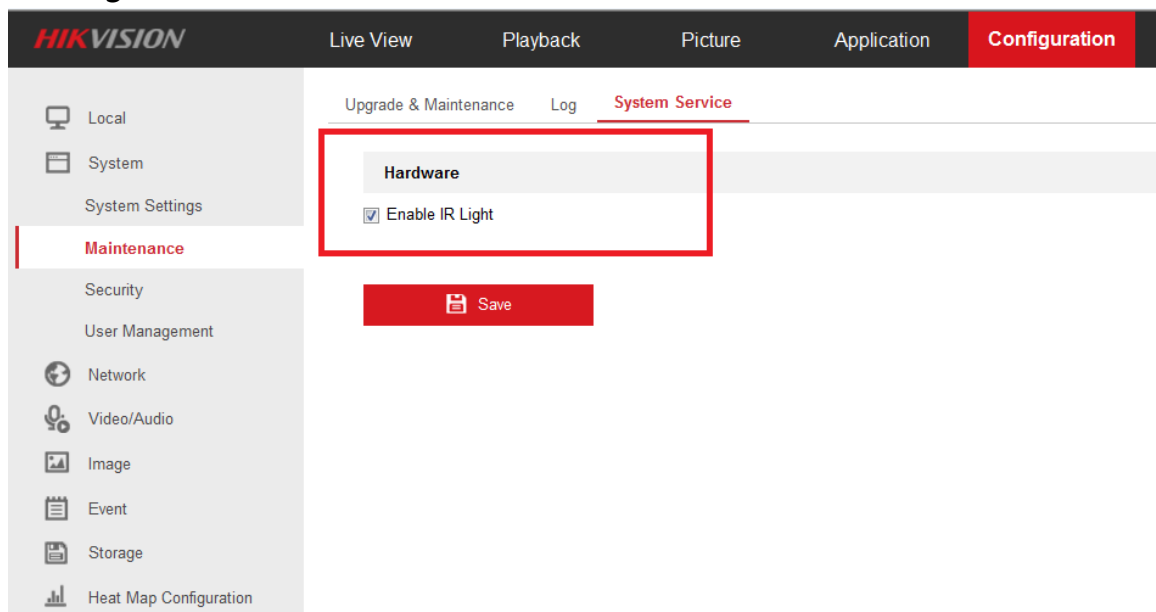 HIKVISION
Live View Playback Picture Application Configuration
Upgrade & Maintenance Log System Service
Local
System
System Settings
Maintenance
Security
User Management
Network
Video/Audio
Image
Event
Storage
Heat Map Configuration
Hardware
Enable IR Light
Save